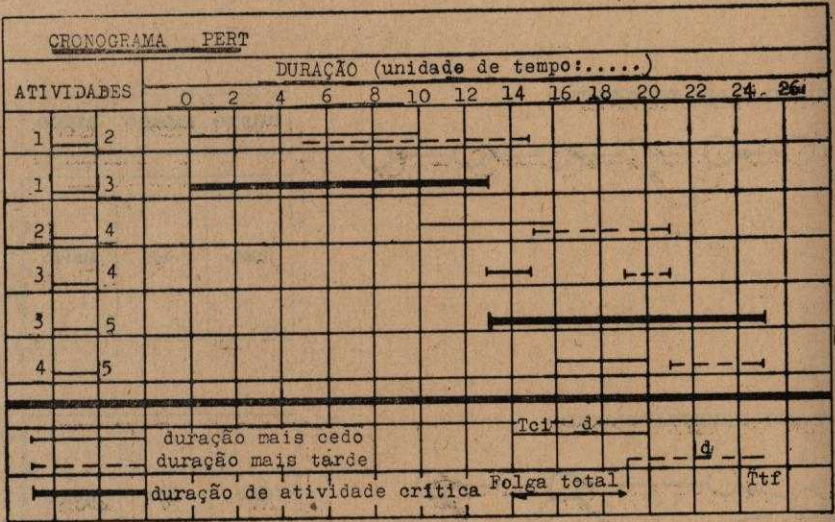 CRONOGRAMA PERT
DURAÇÃO (unidade de tempo:.....)
ATIVIDADES
0 2 4 6 8 10 12 14 16 18 20 22 24 26
1 2
1 3
2 4
3 4
3 5
4 5
duração mais cedo
duração mais tarde
duração de atividade crítica
Tci d
d
Folga total
Ttf